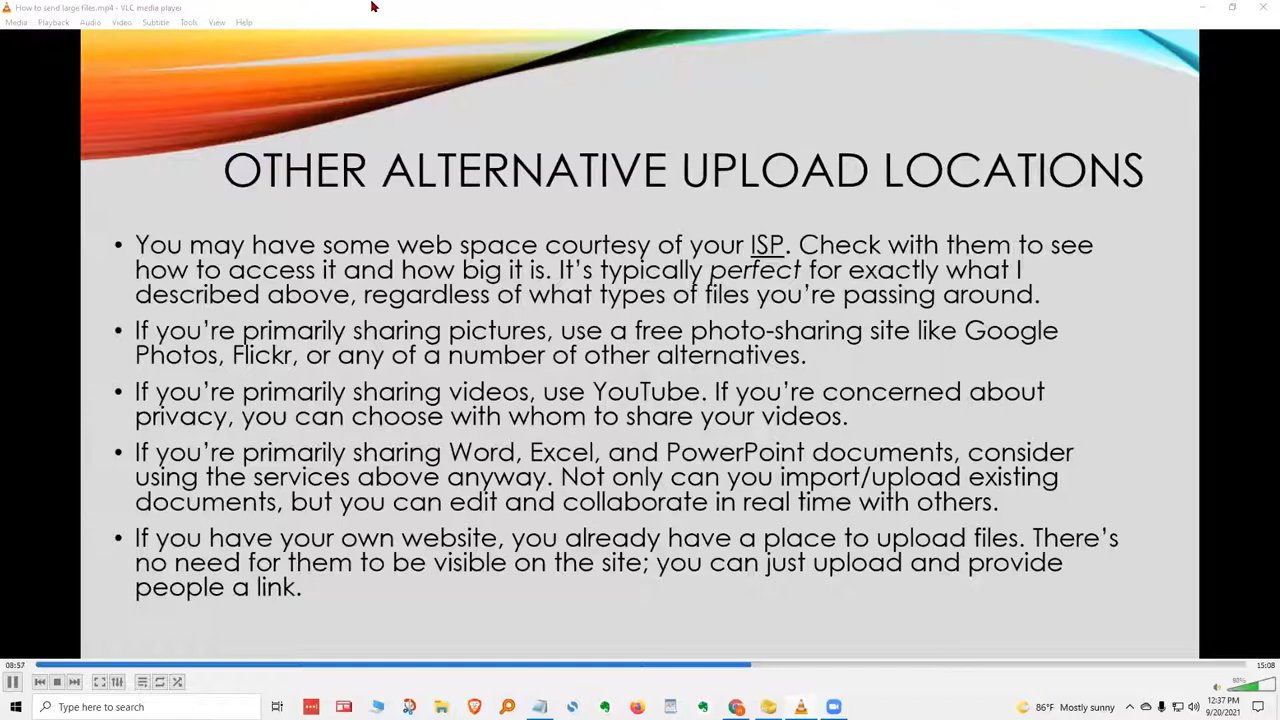 How to send large files.mp4 - VLC media player
Media Playback Audio Video Subtitle Tools View Help
OTHER ALTERNATIVE UPLOAD LOCATIONS
• You may have some web space courtesy of your ISP. Check with them to see
how to access it and how big it is. It’s typically perfect for exactly what I
described above, regardless of what types of files you’re passing around.
• If you’re primarily sharing pictures, use a free photo-sharing site like Google
Photos, Flickr, or any of a number of other alternatives.
• If you’re primarily sharing videos, use YouTube. If you’re concerned about
privacy, you can choose with whom to share your videos.
• If you’re primarily sharing Word, Excel, and PowerPoint documents, consider
using the services above anyway. Not only can you import/upload existing
documents, but you can edit and collaborate in real time with others.
• If you have your own website, you already have a place to upload files. There’s
no need for them to be visible on the site; you can just upload and provide
people a link.
08:57 15:08
80%
Type here to search
86°F Mostly sunny
12:37 PM
9/20/2021